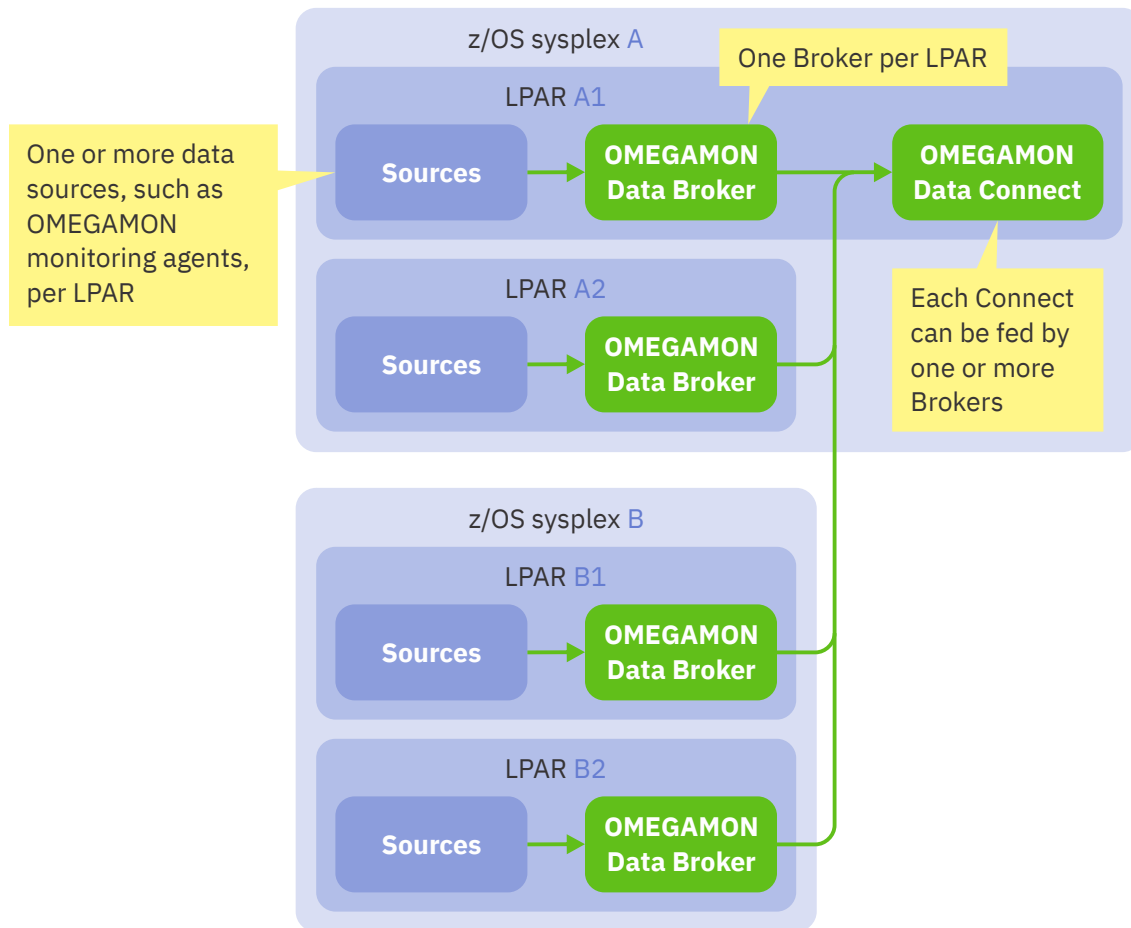 z/OS sysplex A
One Broker per LPAR
LPAR A1
One or more data
sources, such as
OMEGAMON
monitoring agents,
per LPAR
Sources
OMEGAMON
Data Broker
OMEGAMON
Data Connect
Each Connect
can be fed by
one or more
Brokers
LPAR A2
Sources
OMEGAMON
Data Broker
z/OS sysplex B
LPAR B1
Sources
OMEGAMON
Data Broker
LPAR B2
Sources
OMEGAMON
Data Broker